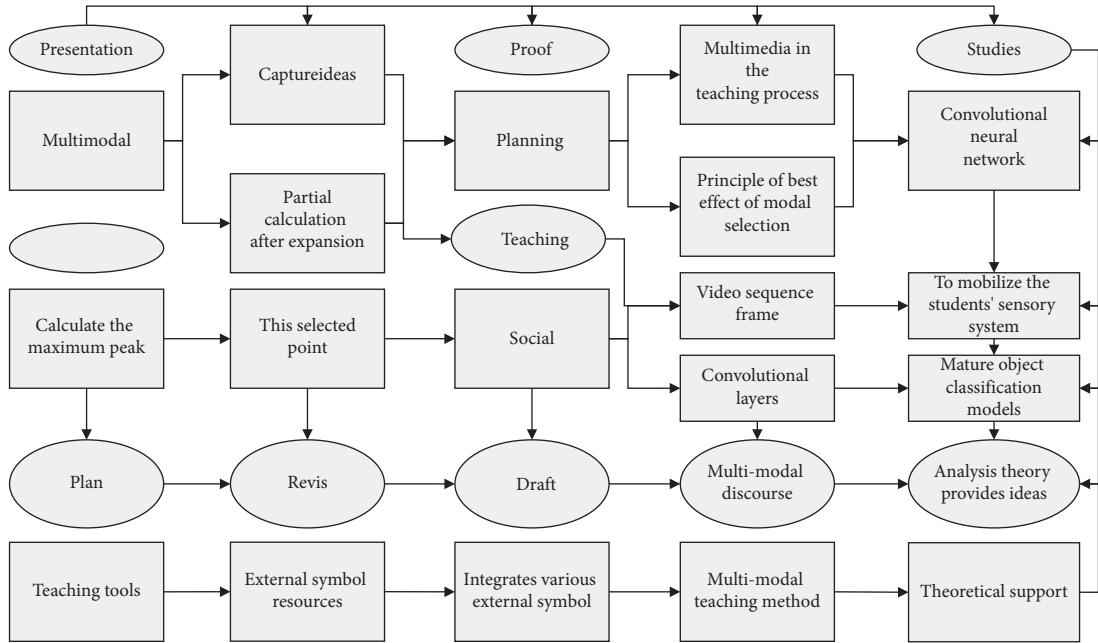 Presentation
Captureideas
Proof
Multimedia in
the
teaching process
Studies
Multimodal
Planning
Convolutional
neural
network
Partial
calculation
after expansion
Principle of best
effect of modal
selection
Teaching
Calculate the
maximum peak
This selected
point
Social
Video sequence
frame
To mobilize the
students' sensory
system
Convolutional
layers
Mature object
classification
models
Plan
Revis
Draft
Multi-modal
discourse
Analysis theory
provides ideas
Teaching tools
External symbol
resources
Integrates various
external symbol
Multi-modal
teaching method
Theoretical support